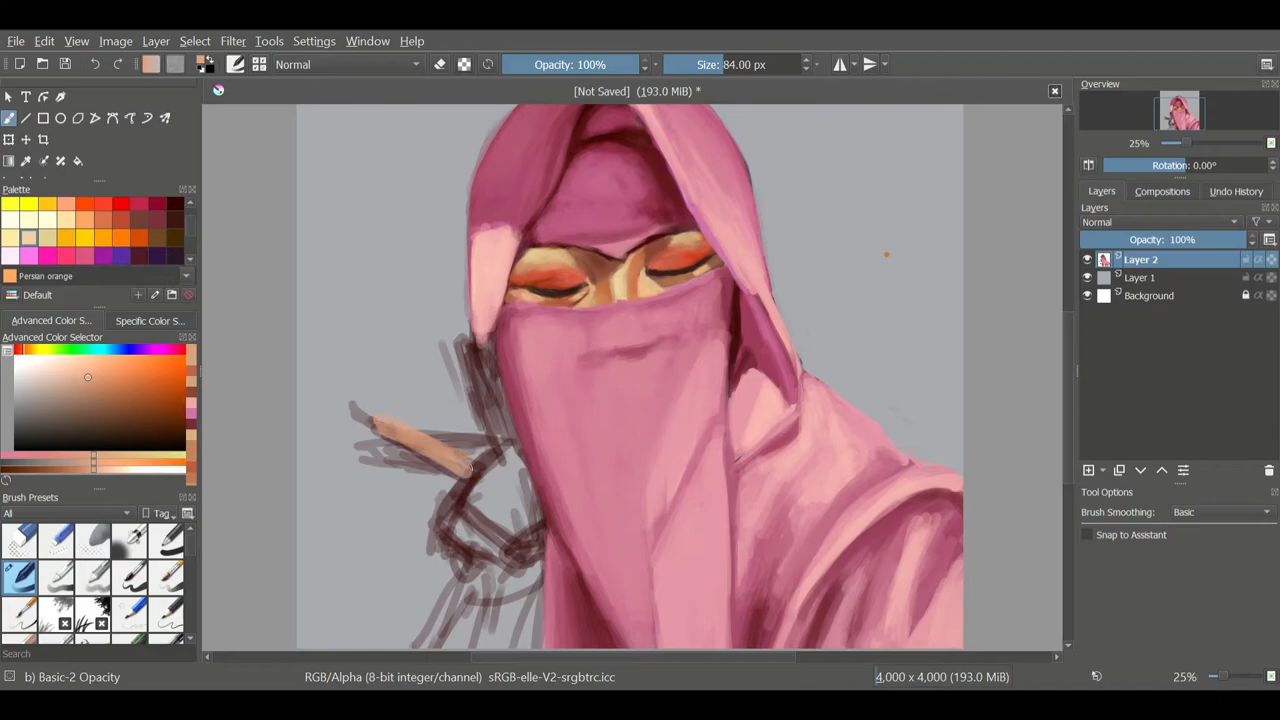 File Edit View Image Layer Select Filter Tools Settings Window Help
Normal Opacity: 100% Size: 84.00 px
[Not Saved] (193.0 MiB) *
Overview
25%
Rotation: 0.00°
Palette
Layers Compositions Undo History
Layers
Normal
Opacity: 100%
Layer 2
Persian orange
Layer 1
Default
Background
Advanced Color S... Specific Color S...
Advanced Color Selector
Tool Options
Brush Presets
All Tag
Brush Smoothing: Basic
Snap to Assistant
Search
b) Basic-2 Opacity RGB/Alpha (8-bit integer/channel) sRGB-elle-V2-srgbtrc.icc 4,000 x 4,000 (193.0 MiB) 25%